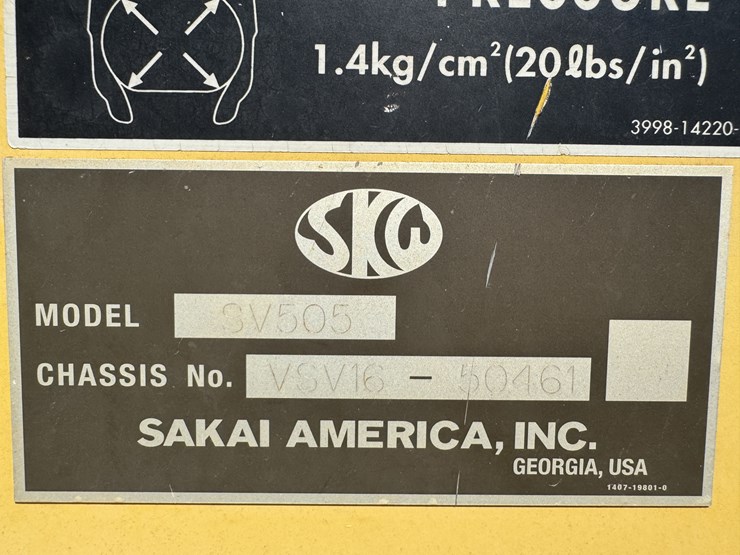 PRESSURE
1.4kg/cm²(20lbs/in²)
3998-14220-
SKW
MODEL SV505
CHASSIS No. VSV16 - 50461
SAKAI AMERICA, INC.
GEORGIA, USA
1407-19801-0